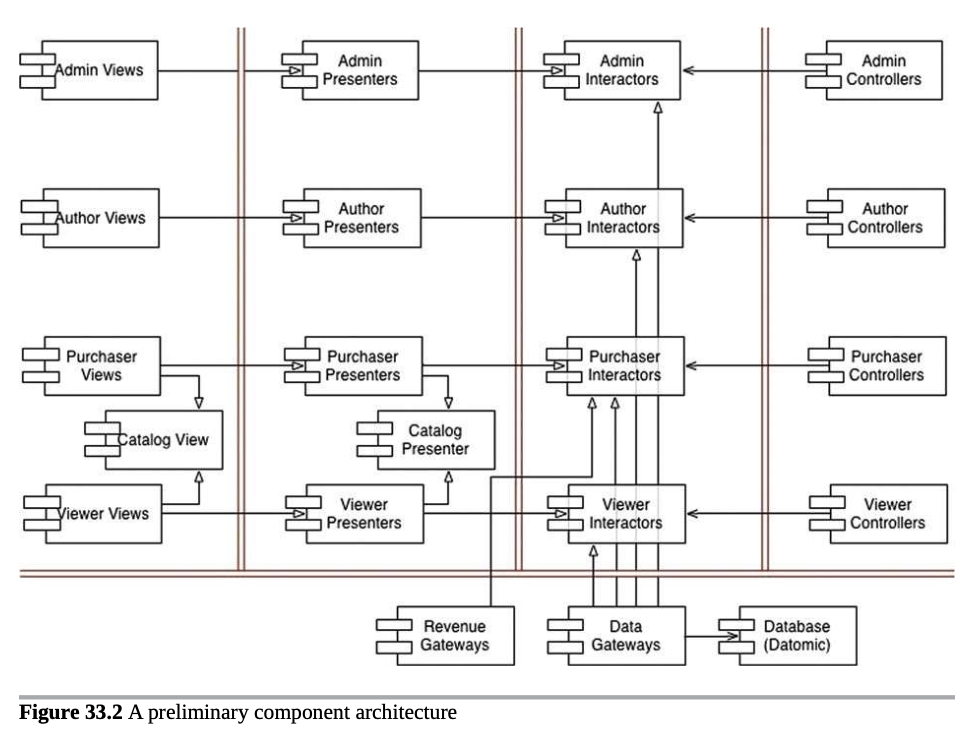 Admin Views
Admin
Presenters
Admin
Interactors
Admin
Controllers
Author Views
Author
Presenters
Author
Interactors
Author
Controllers
Purchaser
Views
Purchaser
Presenters
Purchaser
Interactors
Purchaser
Controllers
Catalog View
Catalog
Presenter
Viewer Views
Viewer
Presenters
Viewer
Interactors
Viewer
Controllers
Revenue
Gateways
Data
Gateways
Database
(Datomic)
Figure 33.2 A preliminary component architecture